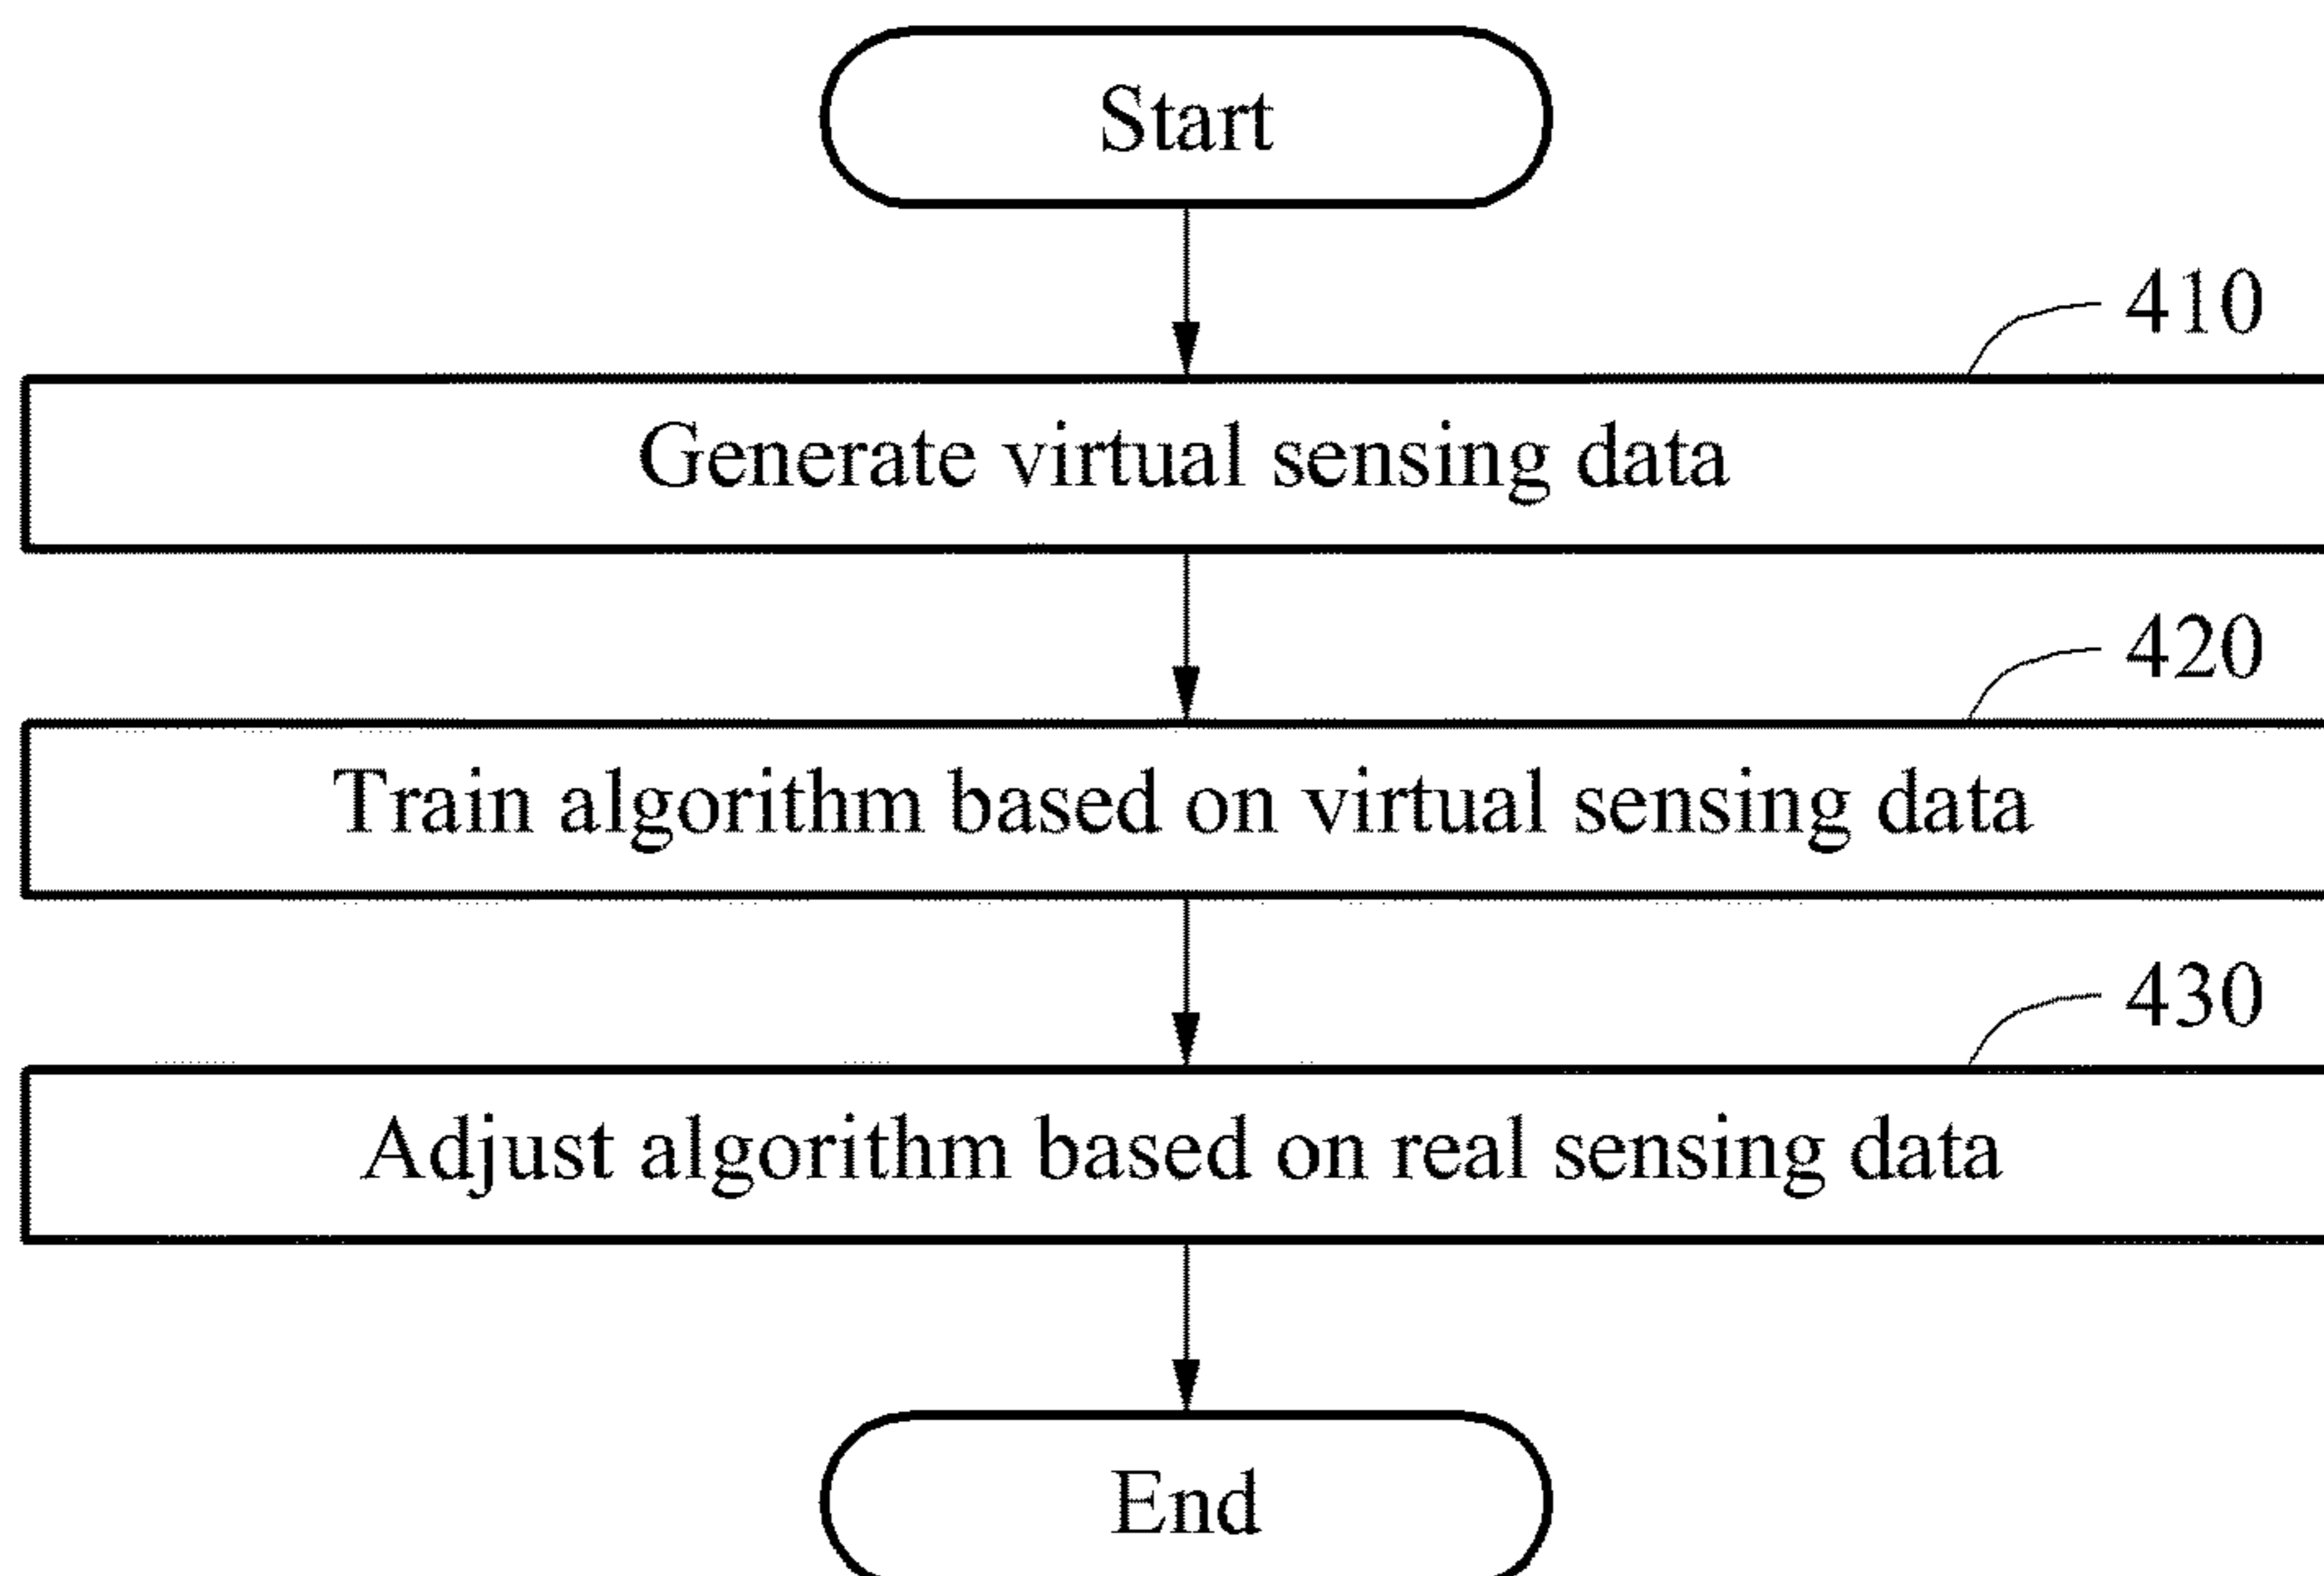 Start
410
Generate virtual sensing data
420
Train algorithm based on virtual sensing data
430
Adjust algorithm based on real sensing data
End